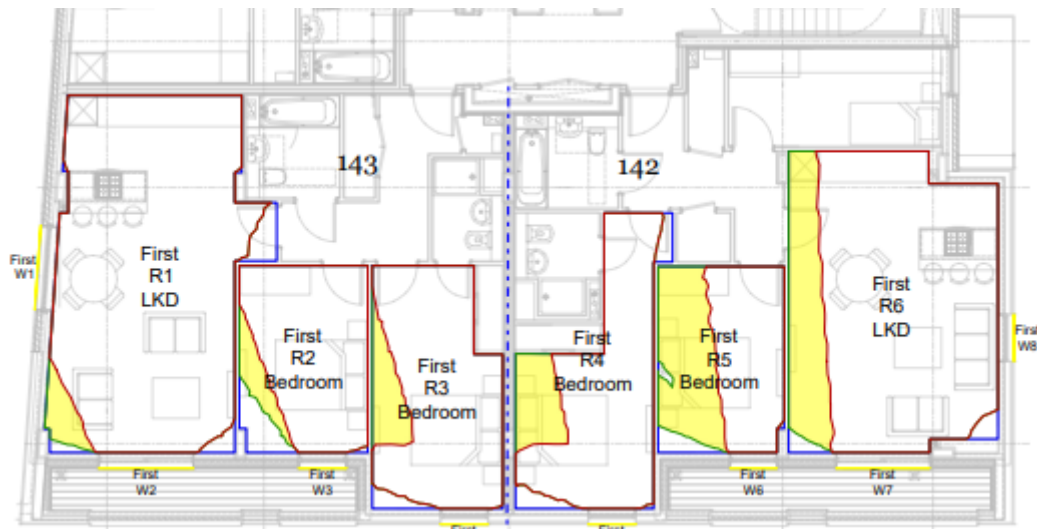 143
142
First
R1
LKD
First
W1
First
R2
Bedroom
First
R3
Bedroom
First
R4
Bedroom
First
R5
Bedroom
First
R6
LKD
First
W8
First
W2
First
W3
First
First
First
W6
First
W7